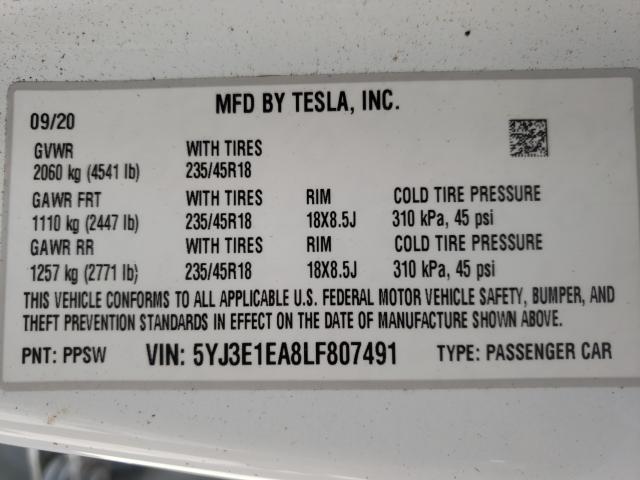 MFD BY TESLA, INC.
09/20
GVWR WITH TIRES
2060 kg (4541 lb) 235/45R18
GAWR FRT WITH TIRES RIM COLD TIRE PRESSURE
1110 kg (2447 lb) 235/45R18 18X8.5J 310 kPa, 45 psi
GAWR RR WITH TIRES RIM COLD TIRE PRESSURE
1257 kg (2771 lb) 235/45R18 18X8.5J 310 kPa, 45 psi
THIS VEHICLE CONFORMS TO ALL APPLICABLE U.S. FEDERAL MOTOR VEHICLE SAFETY, BUMPER, AND
THEFT PREVENTION STANDARDS IN EFFECT ON THE DATE OF MANUFACTURE SHOWN ABOVE.
PNT: PPSW VIN: 5YJ3E1EA8LF807491 TYPE: PASSENGER CAR